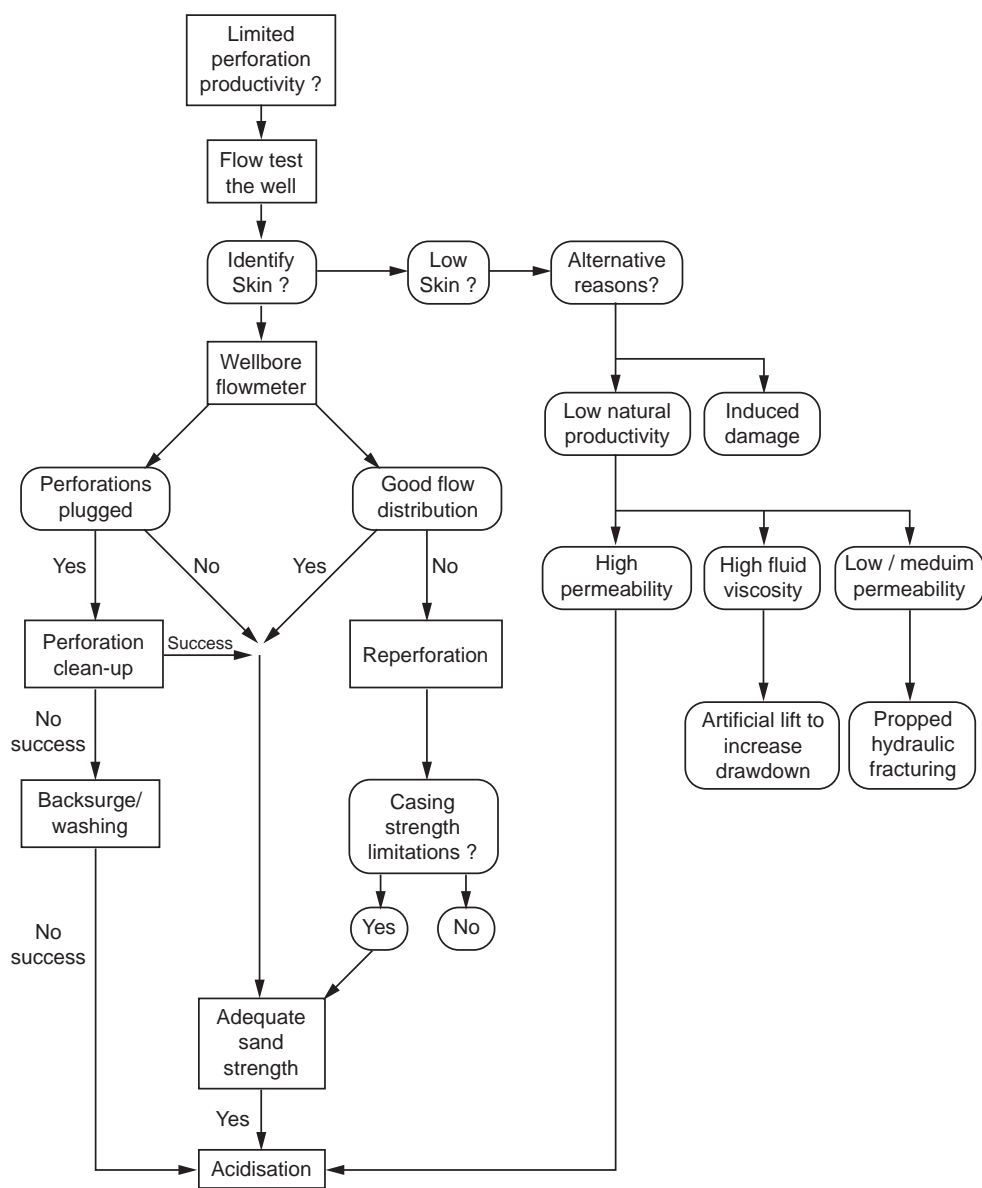 Limited
perforation
productivity ?
Flow test
the well
Identify
Skin ?
Low
Skin ?
Alternative
reasons?
Wellbore
flowmeter
Low natural
productivity
Induced
damage
Perforations
plugged
Good flow
distribution
Yes
No
Yes
No
High
permeability
High fluid
viscosity
Low / meduim
permeability
Perforation
clean-up
Success
Reperforation
No
success
Artificial lift to
increase
drawdown
Propped
hydraulic
fracturing
Backsurge/
washing
Casing
strength
limitations ?
Yes
No
No
success
Adequate
sand
strength
Yes
Acidisation